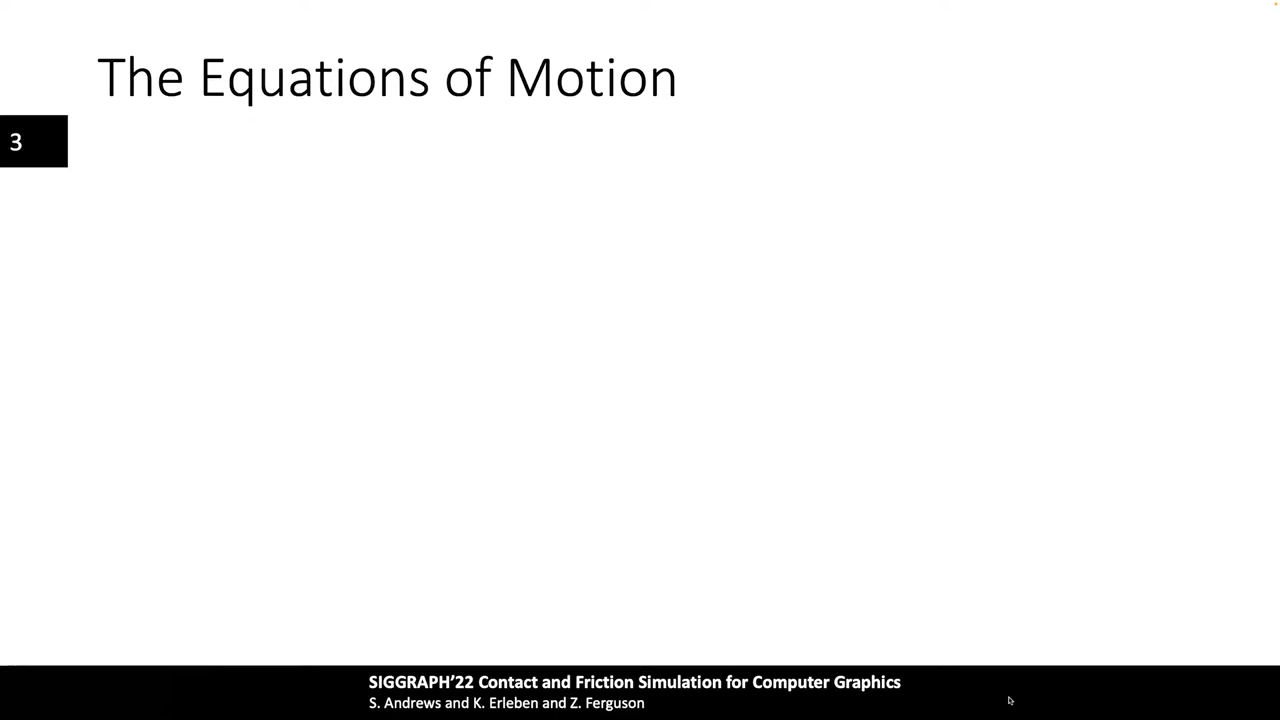 The Equations of Motion
3
SIGGRAPH’22 Contact and Friction Simulation for Computer Graphics
S. Andrews and K. Erleben and Z. Ferguson